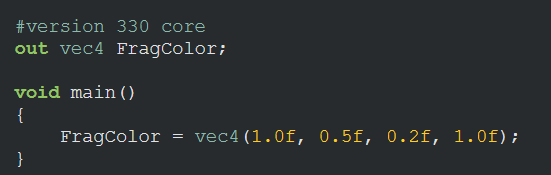 #version 330 core
out vec4 FragColor;
void main()
{
    FragColor = vec4(1.0f, 0.5f, 0.2f, 1.0f);
}